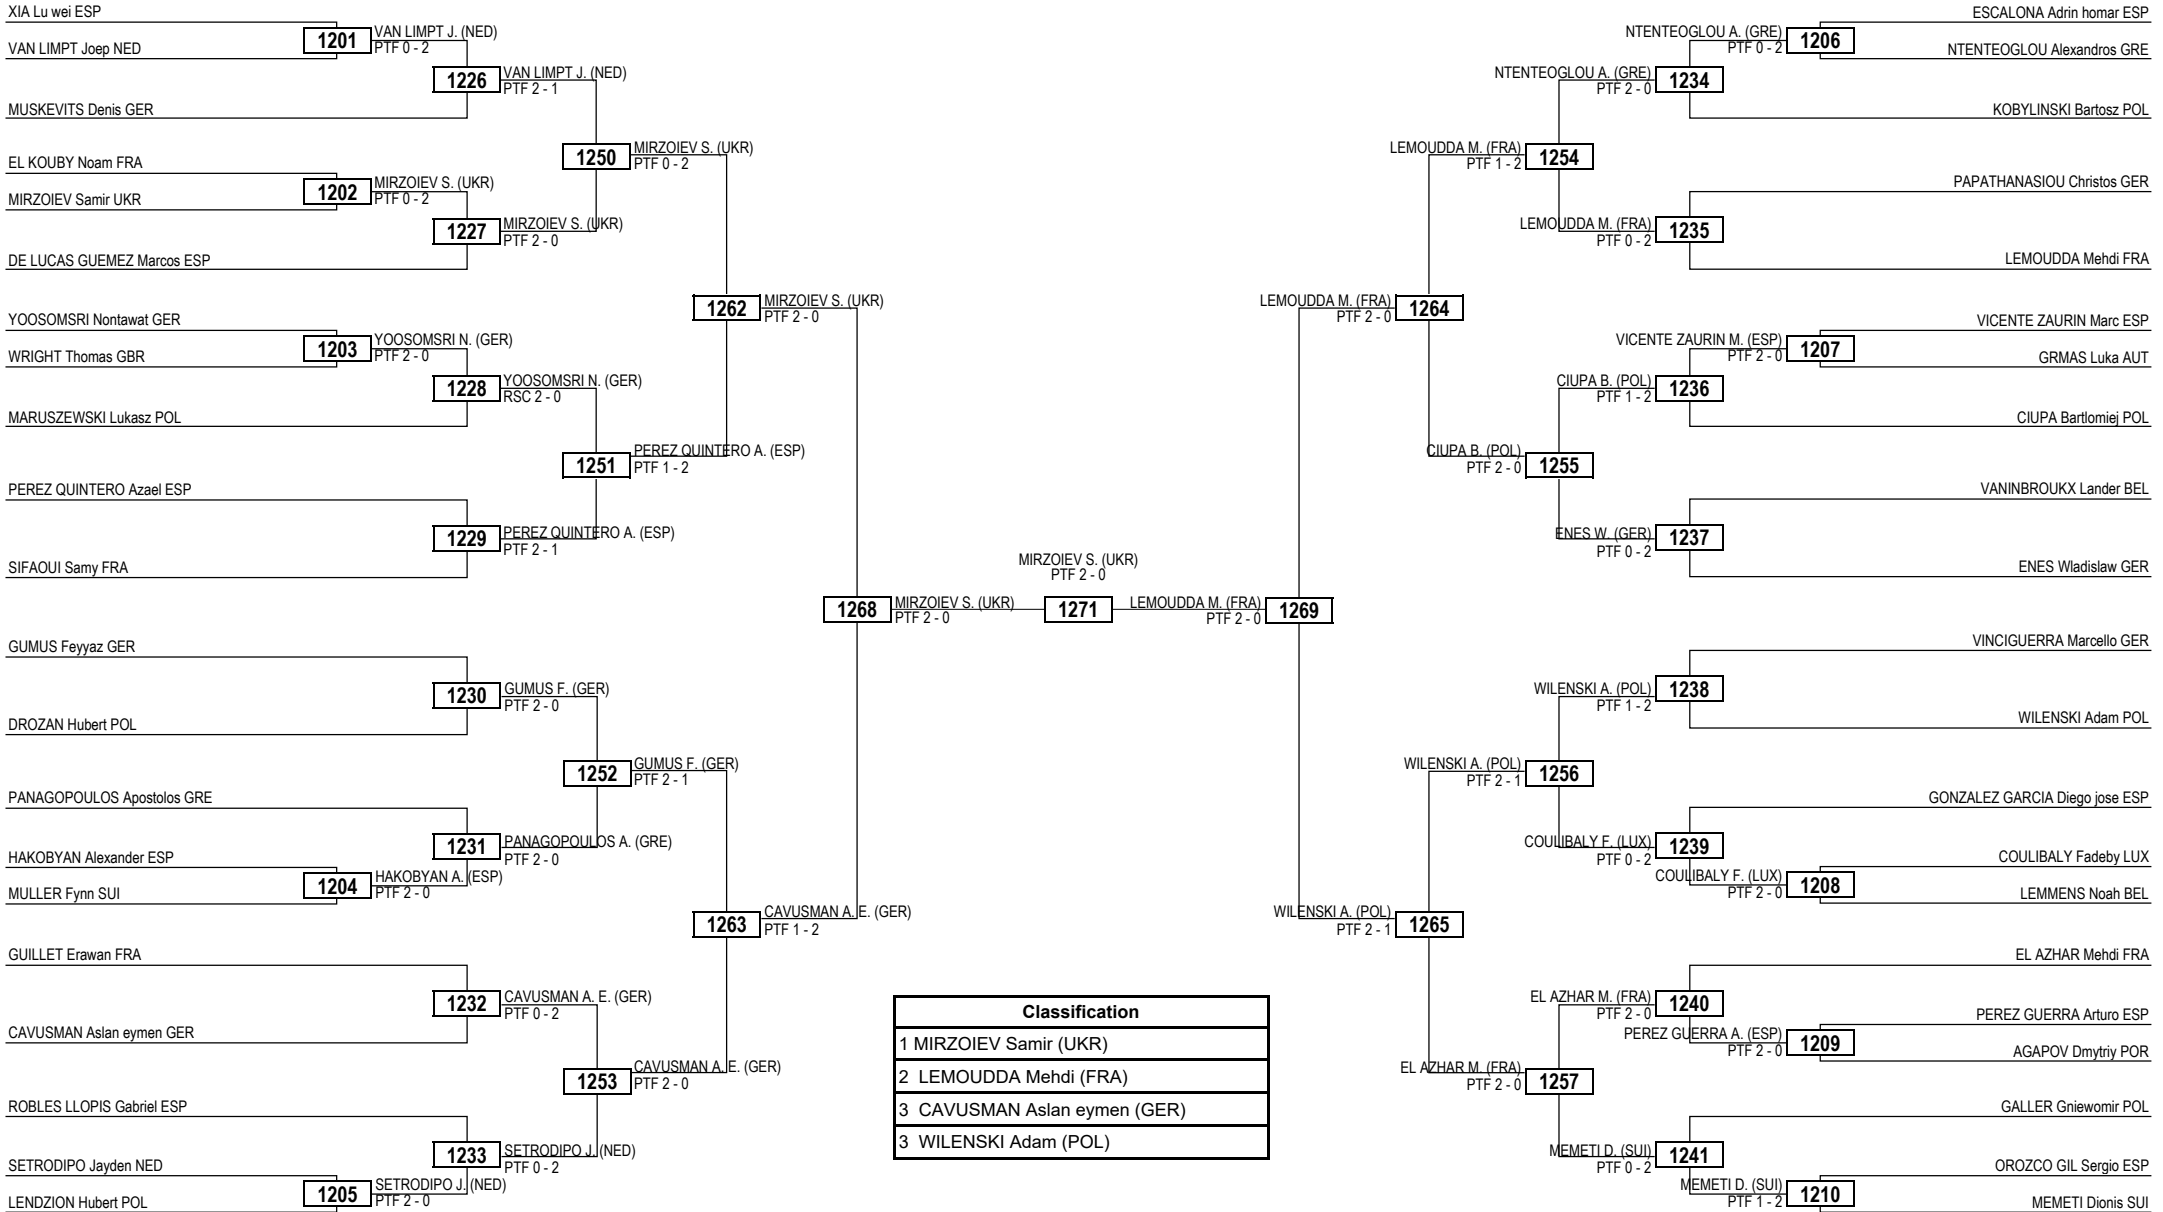 XIA Lu wei ESP
1201
VAN LIMPT J. (NED)
PTF 0 - 2
VAN LIMPT Joep NED
1226
VAN LIMPT J. (NED)
PTF 2 - 1
MUSKEVITS Denis GER
1250
MIRZOIEV S. (UKR)
PTF 0 - 2
EL KOUBY Noam FRA
1202
MIRZOIEV S. (UKR)
PTF 0 - 2
MIRZOIEV Samir UKR
1227
MIRZOIEV S. (UKR)
PTF 2 - 0
DE LUCAS GUEMEZ Marcos ESP
1262
MIRZOIEV S. (UKR)
PTF 2 - 0
YOOSOMSRI Nontawat GER
1203
YOOSOMSRI N. (GER)
PTF 2 - 0
WRIGHT Thomas GBR
1228
YOOSOMSRI N. (GER)
RSC 2 - 0
MARUSZEWSKI Lukasz POL
1251
PEREZ QUINTERO A. (ESP)
PTF 1 - 2
PEREZ QUINTERO Azael ESP
1229
PEREZ QUINTERO A. (ESP)
PTF 2 - 1
SIFAOUI Samy FRA
1268
MIRZOIEV S. (UKR)
PTF 2 - 0
GUMUS Feyyaz GER
1230
GUMUS F. (GER)
PTF 2 - 0
DROZAN Hubert POL
1252
GUMUS F. (GER)
PTF 2 - 1
PANAGOPOULOS Apostolos GRE
1231
PANAGOPOULOS A. (GRE)
PTF 2 - 0
HAKOBYAN Alexander ESP
1204
HAKOBYAN A. (ESP)
PTF 2 - 0
MULLER Fynn SUI
1263
CAVUSMAN A. E. (GER)
PTF 1 - 2
GUILLET Erawan FRA
1232
CAVUSMAN A. E. (GER)
PTF 0 - 2
CAVUSMAN Aslan eymen GER
1253
CAVUSMAN A. E. (GER)
PTF 2 - 0
ROBLES LLOPIS Gabriel ESP
1233
SETRODIPO J. (NED)
PTF 0 - 2
SETRODIPO Jayden NED
1205
SETRODIPO J. (NED)
PTF 2 - 0
LENDZION Hubert POL
MIRZOIEV S. (UKR)
PTF 2 - 0
1271
Classification
1 MIRZOIEV Samir (UKR)
2 LEMOUDDA Mehdi (FRA)
3 CAVUSMAN Aslan eymen (GER)
3 WILENSKI Adam (POL)
ESCALONA Adrin homar ESP
NTENTEOGLOU A. (GRE)
PTF 0 - 2
1206
NTENTEOGLOU Alexandros GRE
NTENTEOGLOU A. (GRE)
PTF 2 - 0
1234
KOBYLINSKI Bartosz POL
LEMOUDDA M. (FRA)
PTF 1 - 2
1254
PAPATHANASIOU Christos GER
LEMOUDDA M. (FRA)
PTF 0 - 2
1235
LEMOUDDA Mehdi FRA
LEMOUDDA M. (FRA)
PTF 2 - 0
1264
VICENTE ZAURIN Marc ESP
VICENTE ZAURIN M. (ESP)
PTF 2 - 0
1207
GRMAS Luka AUT
CIUPA B. (POL)
PTF 1 - 2
1236
CIUPA Bartlomiej POL
CIUPA B. (POL)
PTF 2 - 0
1255
VANINBROUKX Lander BEL
ENES W. (GER)
PTF 0 - 2
1237
ENES Wladislaw GER
LEMOUDDA M. (FRA)
PTF 2 - 0
1269
VINCIGUERRA Marcello GER
WILENSKI A. (POL)
PTF 1 - 2
1238
WILENSKI Adam POL
WILENSKI A. (POL)
PTF 2 - 1
1256
GONZALEZ GARCIA Diego jose ESP
COULIBALY F. (LUX)
PTF 0 - 2
1239
COULIBALY Fadeby LUX
COULIBALY F. (LUX)
PTF 2 - 0
1208
LEMMENS Noah BEL
WILENSKI A. (POL)
PTF 2 - 1
1265
EL AZHAR Mehdi FRA
EL AZHAR M. (FRA)
PTF 2 - 0
1240
PEREZ GUERRA Arturo ESP
PEREZ GUERRA A. (ESP)
PTF 2 - 0
1209
AGAPOV Dmytriy POR
EL AZHAR M. (FRA)
PTF 2 - 0
1257
GALLER Gniewomir POL
MEMETI D. (SUI)
PTF 0 - 2
1241
OROZCO GIL Sergio ESP
MEMETI D. (SUI)
PTF 1 - 2
1210
MEMETI Dionis SUI